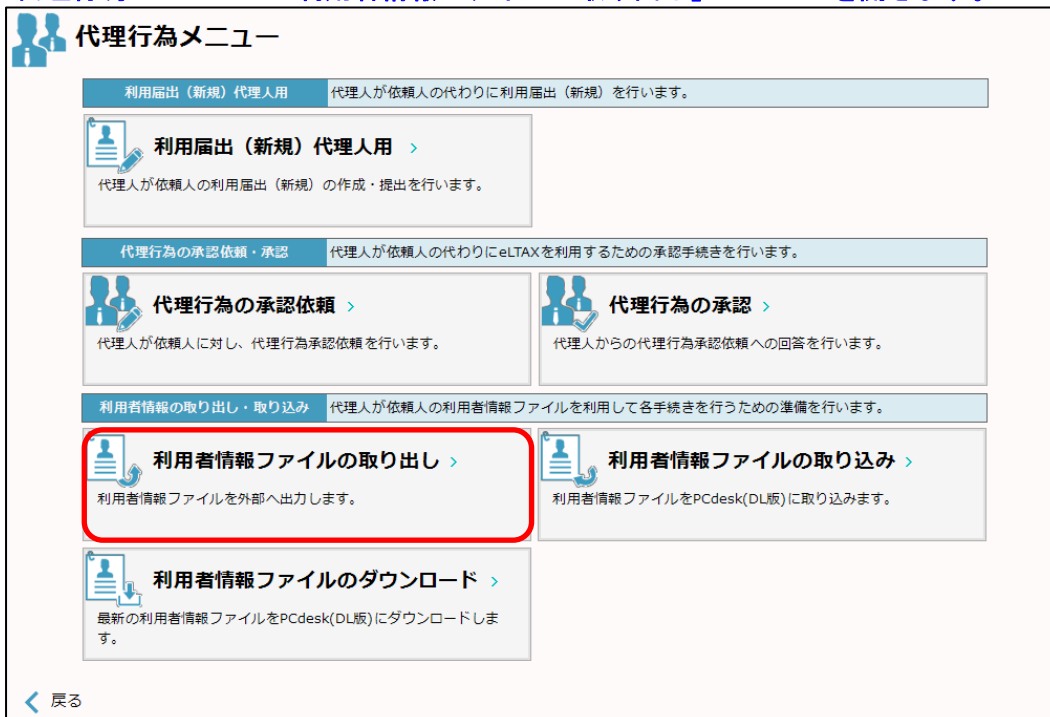 代理行為メニュー
利用届出（新規）代理人用 代理人が依頼人の代わりに利用届出（新規）を行います。
利用届出（新規）代理人用 >
代理人が依頼人の利用届出（新規）の作成・提出を行います。
代理行為の承認依頼・承認 代理人が依頼人の代わりにeLTAXを利用するための承認手続きを行います。
代理行為の承認依頼 >
代理人が依頼人に対し、代理行為承認依頼を行います。
代理行為の承認 >
代理人からの代理行為承認依頼への回答を行います。
利用者情報の取り出し・取り込み 代理人が依頼人の利用者情報ファイルを利用して各手続きを行うための準備を行います。
利用者情報ファイルの取り出し >
利用者情報ファイルを外部へ出力します。
利用者情報ファイルの取り込み >
利用者情報ファイルをPCdesk(DL版)に取り込みます。
利用者情報ファイルのダウンロード >
最新の利用者情報ファイルをPCdesk(DL版)にダウンロードしま
す。
戻る